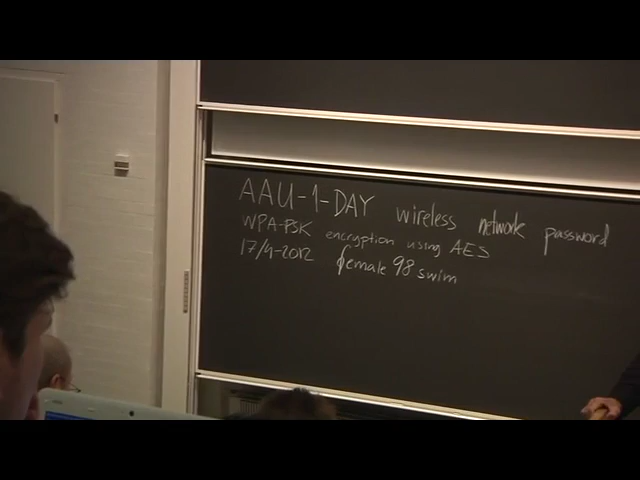 AAU-1-DAY wireless network password
WPA-PSK encryption using AES
17/4-2012 female 98 swim